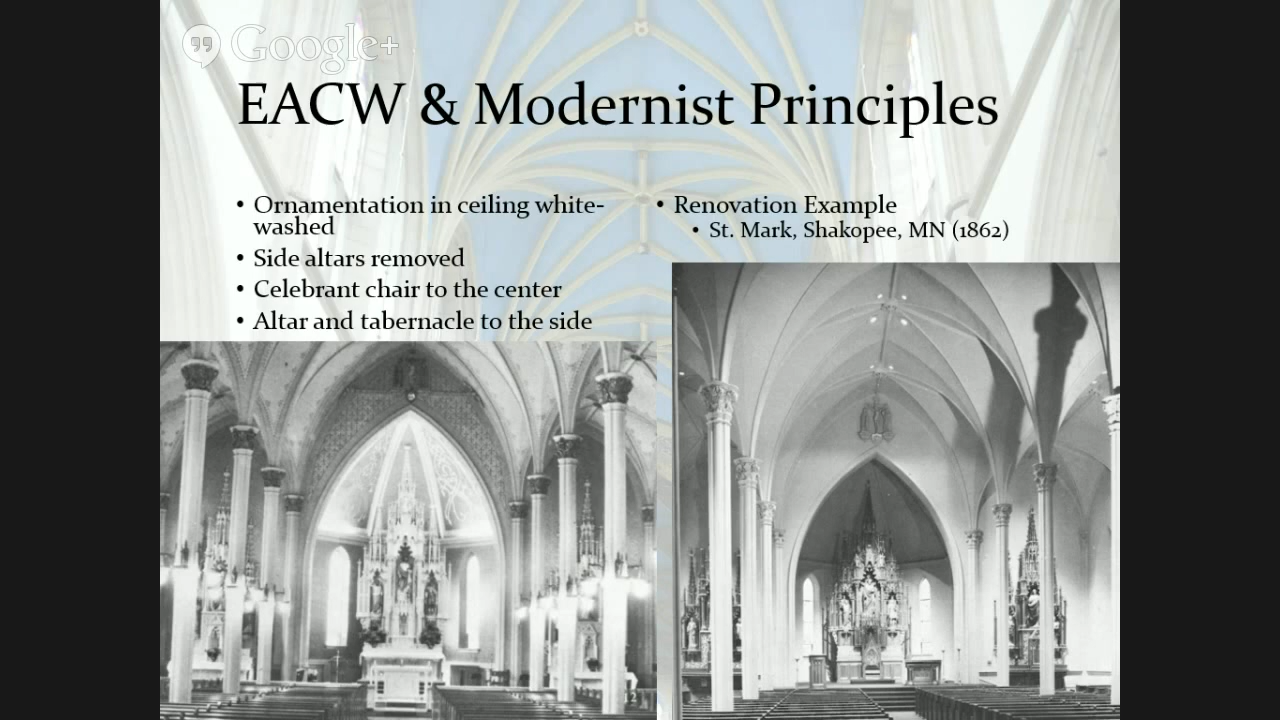 Google+
EACW & Modernist Principles
• Ornamentation in ceiling white-
washed
• Side altars removed
• Celebrant chair to the center
• Altar and tabernacle to the side
• Renovation Example
• St. Mark, Shakopee, MN (1862)